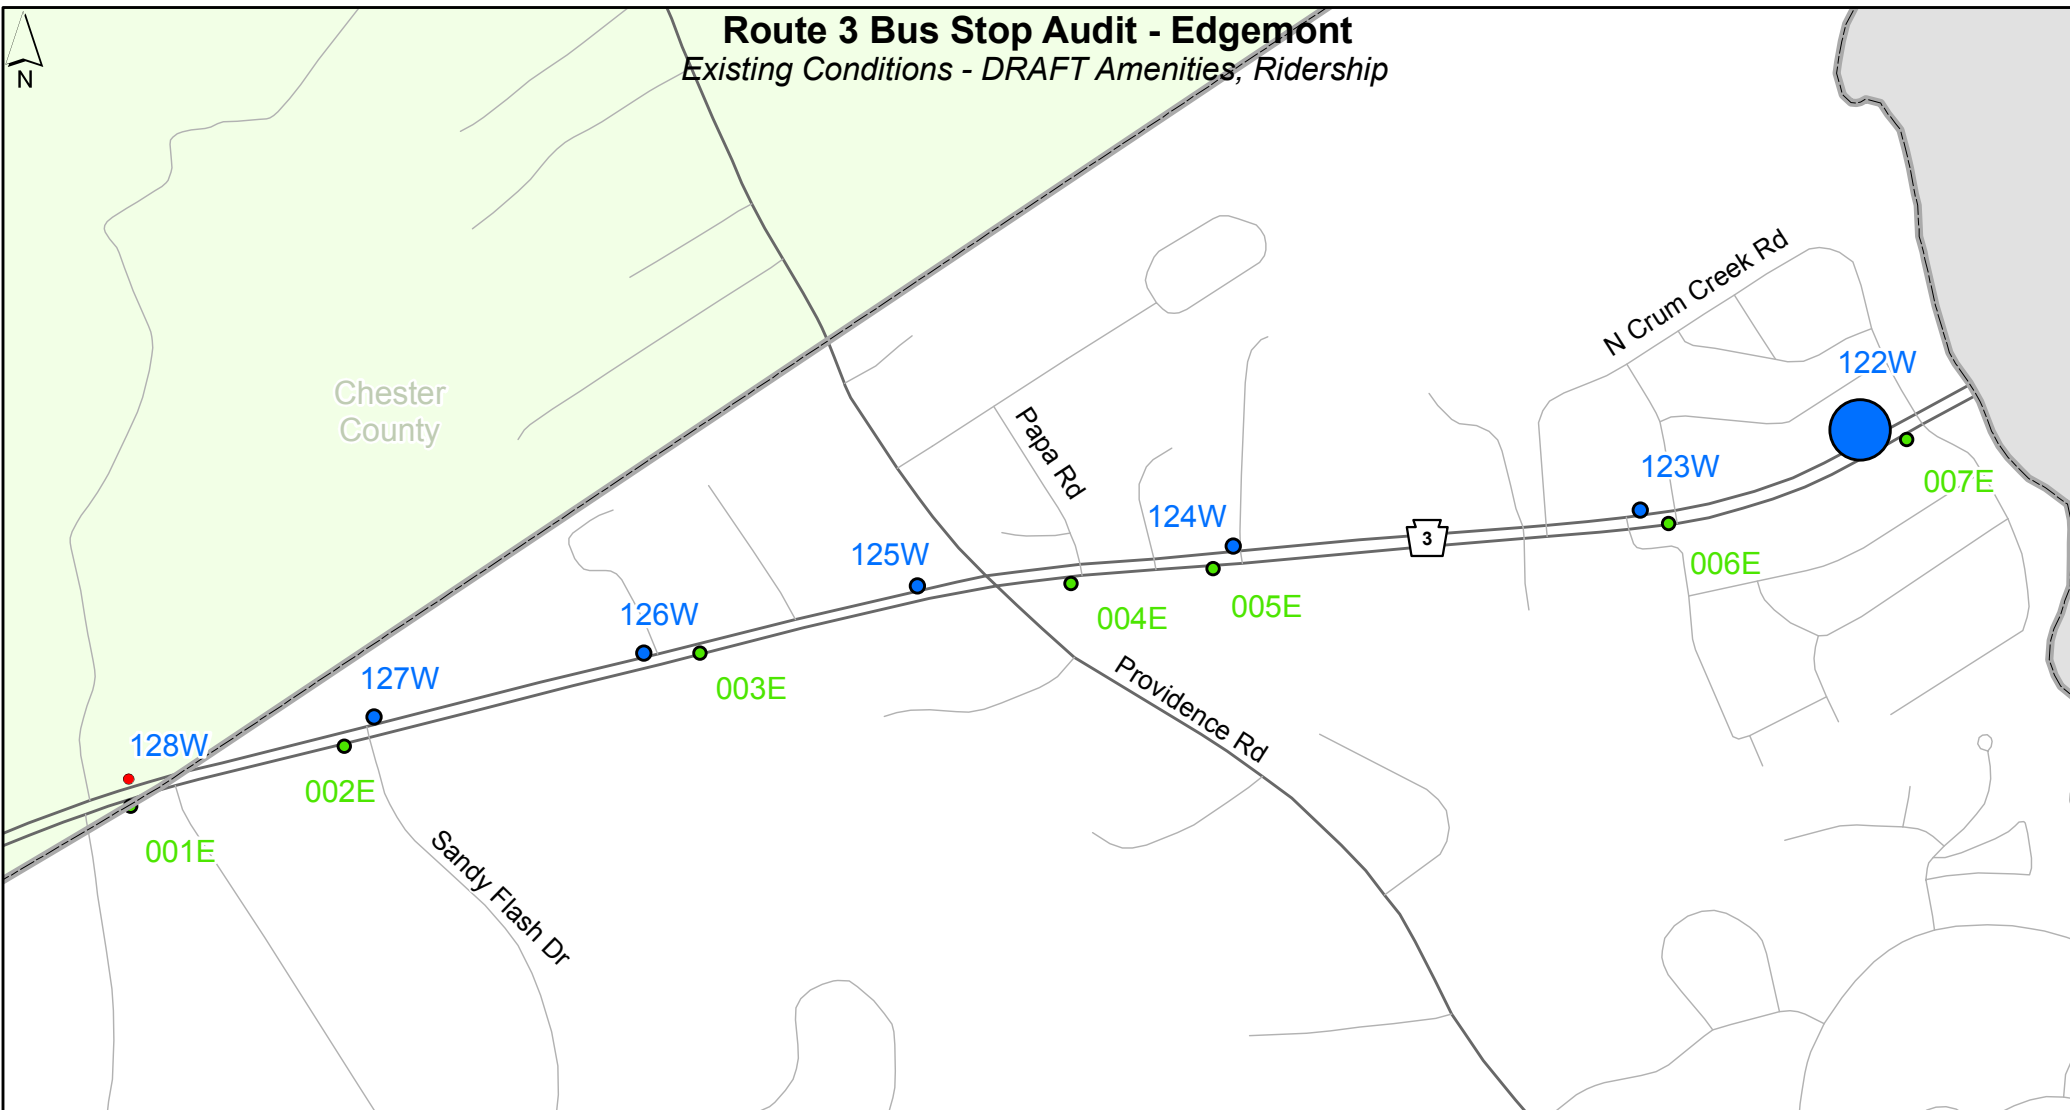 Route 3 Bus Stop Audit - Edgemont
Existing Conditions - DRAFT Amenities, Ridership
N
N Crum Creek Rd
122W
Chester
County
Papa Rd
123W
007E
124W
3
125W
006E
005E
004E
126W
127W
003E
Providence Rd
128W
002E
001E
Sandy Flash Dr